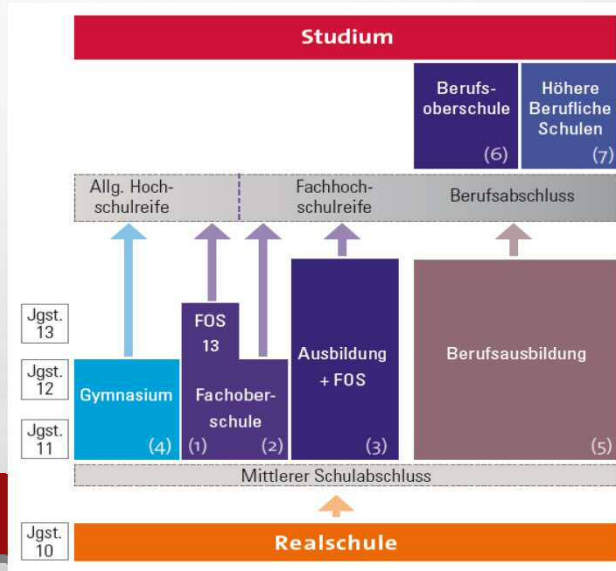 Studium
Berufs-
oberschule
(6)
Höhere
Berufliche
Schulen
(7)
Allg. Hoch-
schulreife
Fachhoch-
schulreife
Berufsabschluss
Jgst.
13
Jgst.
12
Jgst.
11
FOS
13
Gymnasium
(4)
Fachober-
schule
(1)
(2)
Ausbildung
+ FOS
(3)
Berufsausbildung
(5)
Mittlerer Schulabschluss
Jgst.
10
Realschule